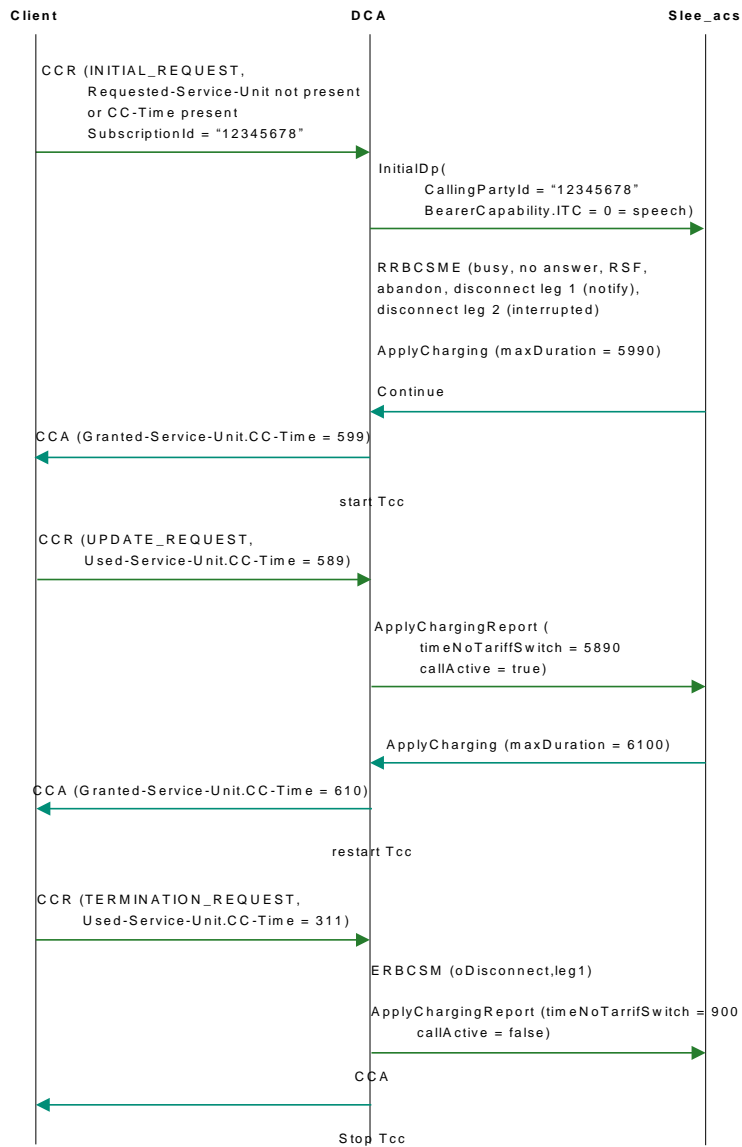 Client DCA Slee_acs
CCR (INITIAL_REQUEST,
Requested-Service-Unit not present
or CC-Time present
SubscriptionId = “12345678”
InitialDp(
CallingPartyId = “12345678”
BearerCapability.ITC = 0 = speech)
RRBCSME (busy, no answer, RSF,
abandon, disconnect leg 1 (notify),
disconnect leg 2 (interrupted)
ApplyCharging (maxDuration = 5990)
Continue
CCA (Granted-Service-Unit.CC-Time = 599)
start Tcc
CCR (UPDATE_REQUEST,
Used-Service-Unit.CC-Time = 589)
ApplyChargingReport (
timeNoTariffSwitch = 5890
callActive = true)
ApplyCharging (maxDuration = 6100)
CCA (Granted-Service-Unit.CC-Time = 610)
restart Tcc
CCR (TERMINATION_REQUEST,
Used-Service-Unit.CC-Time = 311)
ERBCSM (oDisconnect,leg1)
ApplyChargingReport (timeNoTarrifSwitch = 900
callActive = false)
CCA
Stop Tcc